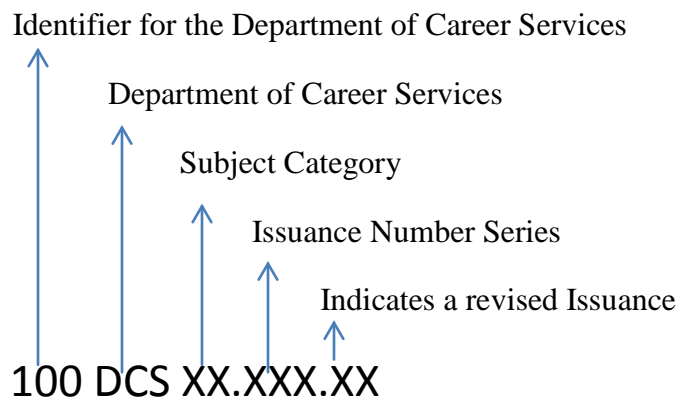 Identifier for the Department of Career Services
Department of Career Services
Subject Category
Issuance Number Series
Indicates a revised Issuance
100 DCS XX.XXX.XX